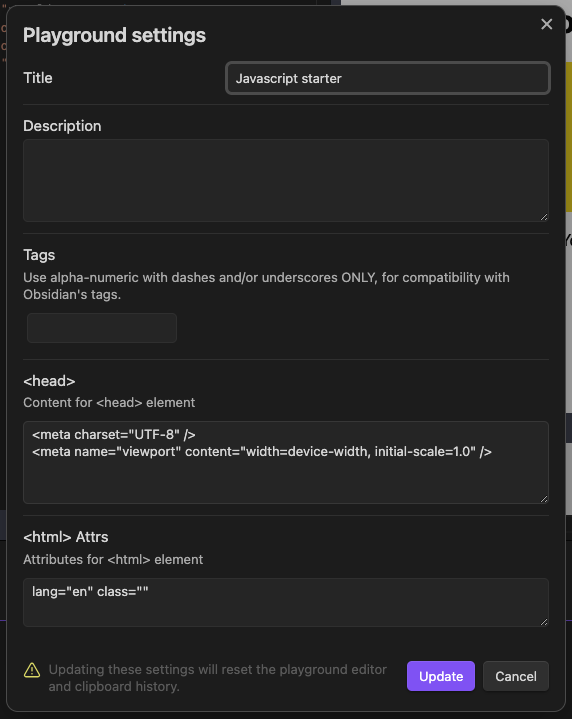 Playground settings
Title
Javascript starter
Description
Tags
Use alpha-numeric with dashes and/or underscores ONLY, for compatibility with
Obsidian's tags.
<head>
Content for <head> element
<meta charset="UTF-8" />
<meta name="viewport" content="width=device-width, initial-scale=1.0" />
<html> Attrs
Attributes for <html> element
lang="en" class=""
Updating these settings will reset the playground editor
and clipboard history.
Update
Cancel